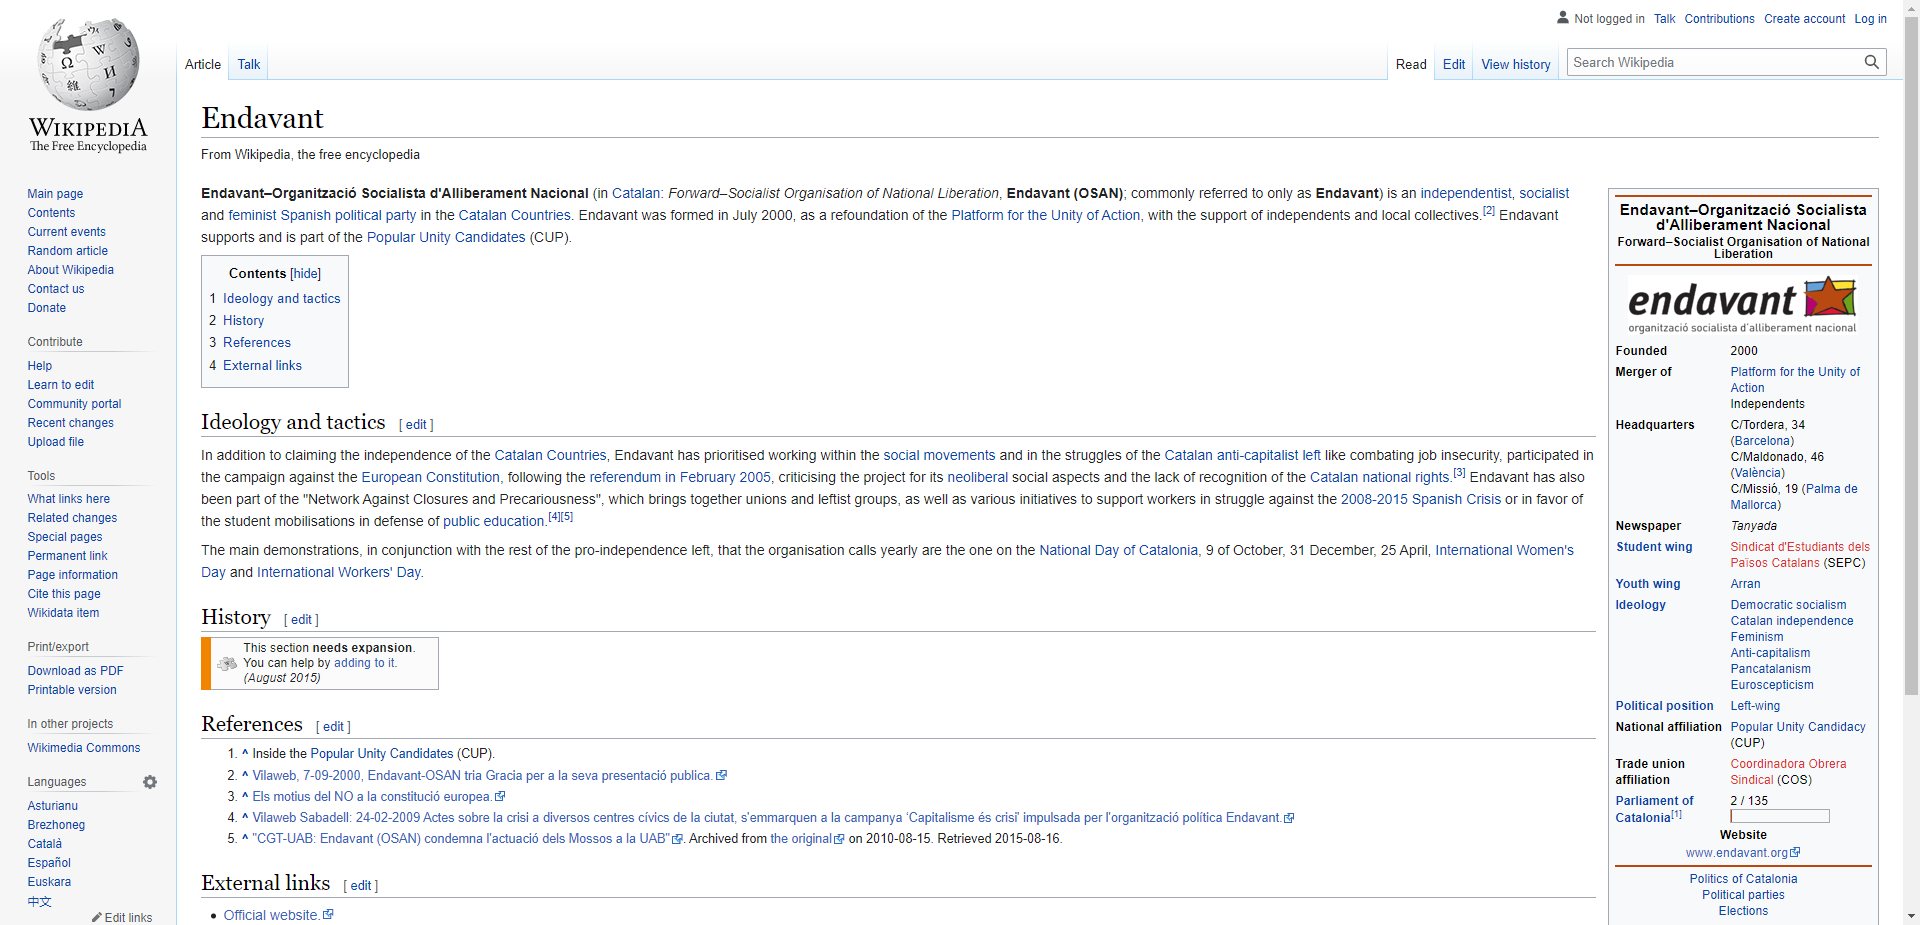 Not logged in Talk Contributions Create account Log in
Article Talk Read Edit View history Search Wikipedia
WIKIPEDIA
The Free Encyclopedia
Main page
Contents
Current events
Random article
About Wikipedia
Contact us
Donate
Contribute
Help
Learn to edit
Community portal
Recent changes
Upload file
Tools
What links here
Related changes
Special pages
Permanent link
Page information
Cite this page
Wikidata item
Print/export
Download as PDF
Printable version
In other projects
Wikimedia Commons
Languages
Asturianu
Brezhoneg
Català
Español
Euskara
中文
Edit links
Endavant
From Wikipedia, the free encyclopedia
Endavant–Organització Socialista d'Alliberament Nacional (in Catalan: Forward–Socialist Organisation of National Liberation, Endavant (OSAN); commonly referred to only as Endavant) is an independentist, socialist
and feminist Spanish political party in the Catalan Countries. Endavant was formed in July 2000, as a refoundation of the Platform for the Unity of Action, with the support of independents and local collectives.[2] Endavant
supports and is part of the Popular Unity Candidates (CUP).
Contents [hide]
1 Ideology and tactics
2 History
3 References
4 External links
Ideology and tactics [ edit ]
In addition to claiming the independence of the Catalan Countries, Endavant has prioritised working within the social movements and in the struggles of the Catalan anti-capitalist left like combating job insecurity, participated in
the campaign against the European Constitution, following the referendum in February 2005, criticising the project for its neoliberal social aspects and the lack of recognition of the Catalan national rights.[3] Endavant has also
been part of the "Network Against Closures and Precariousness", which brings together unions and leftist groups, as well as various initiatives to support workers in struggle against the 2008-2015 Spanish Crisis or in favor of
the student mobilisations in defense of public education.[4][5]
The main demonstrations, in conjunction with the rest of the pro-independence left, that the organisation calls yearly are the one on the National Day of Catalonia, 9 of October, 31 December, 25 April, International Women's
Day and International Workers' Day.
History [ edit ]
This section needs expansion.
You can help by adding to it.
(August 2015)
References [ edit ]
1. ^ Inside the Popular Unity Candidates (CUP).
2. ^ Vilaweb, 7-09-2000, Endavant-OSAN tria Gracia per a la seva presentació publica.
3. ^ Els motius del NO a la constitució europea.
4. ^ Vilaweb Sabadell: 24-02-2009 Actes sobre la crisi a diversos centres cívics de la ciutat, s'emmarquen a la campanya ‘Capitalisme és crisi' impulsada per l'organització política Endavant.
5. ^ "CGT-UAB: Endavant (OSAN) condemna l'actuació dels Mossos a la UAB". Archived from the original on 2010-08-15. Retrieved 2015-08-16.
External links [ edit ]
• Official website.
Endavant–Organització Socialista
d'Alliberament Nacional
Forward–Socialist Organisation of National
Liberation
endavant
organització socialista d'alliberament nacional
Founded 2000
Merger of Platform for the Unity of
Action
Independents
Headquarters C/Tordera, 34
(Barcelona)
C/Maldonado, 46
(València)
C/Missió, 19 (Palma de
Mallorca)
Newspaper Tanyada
Student wing Sindicat d'Estudiants dels
Països Catalans (SEPC)
Youth wing Arran
Ideology Democratic socialism
Catalan independence
Feminism
Anti-capitalism
Pancatalanism
Euroscepticism
Political position Left-wing
National affiliation Popular Unity Candidacy
(CUP)
Trade union Coordinadora Obrera
affiliation Sindical (COS)
Parliament of 2 / 135
Catalonia[1]
Website
www.endavant.org
Politics of Catalonia
Political parties
Elections